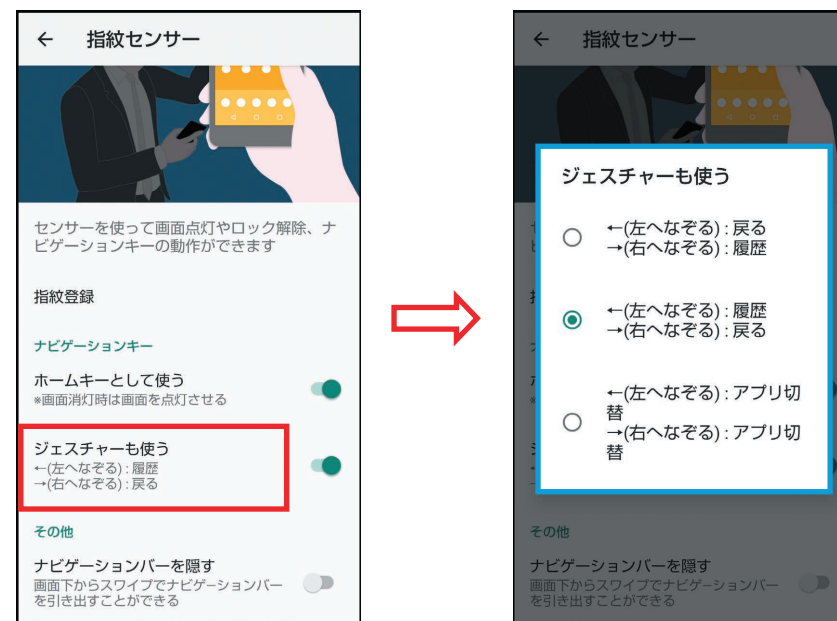 ← 指紋センサー
センサーを使って画面点灯やロック解除、ナ
ビゲーションキーの動作ができます
指紋登録
ナビゲーションキー
ホームキーとして使う
※画面消灯時は画面を点灯させる
ジェスチャーも使う
←(左へなぞる) : 履歴
→(右へなぞる) : 戻る
その他
ナビゲーションバーを隠す
画面下からスワイプでナビゲーションバー
を引き出すことができる
← 指紋センサー
ジェスチャーも使う
←(左へなぞる) : 戻る
→(右へなぞる) : 履歴
←(左へなぞる) : 履歴
→(右へなぞる) : 戻る
←(左へなぞる) : アプリ切
替
→(右へなぞる) : アプリ切
替
その他
ナビゲーションバーを隠す
画面下からスワイプでナビゲーションバー
を引き出すことができる